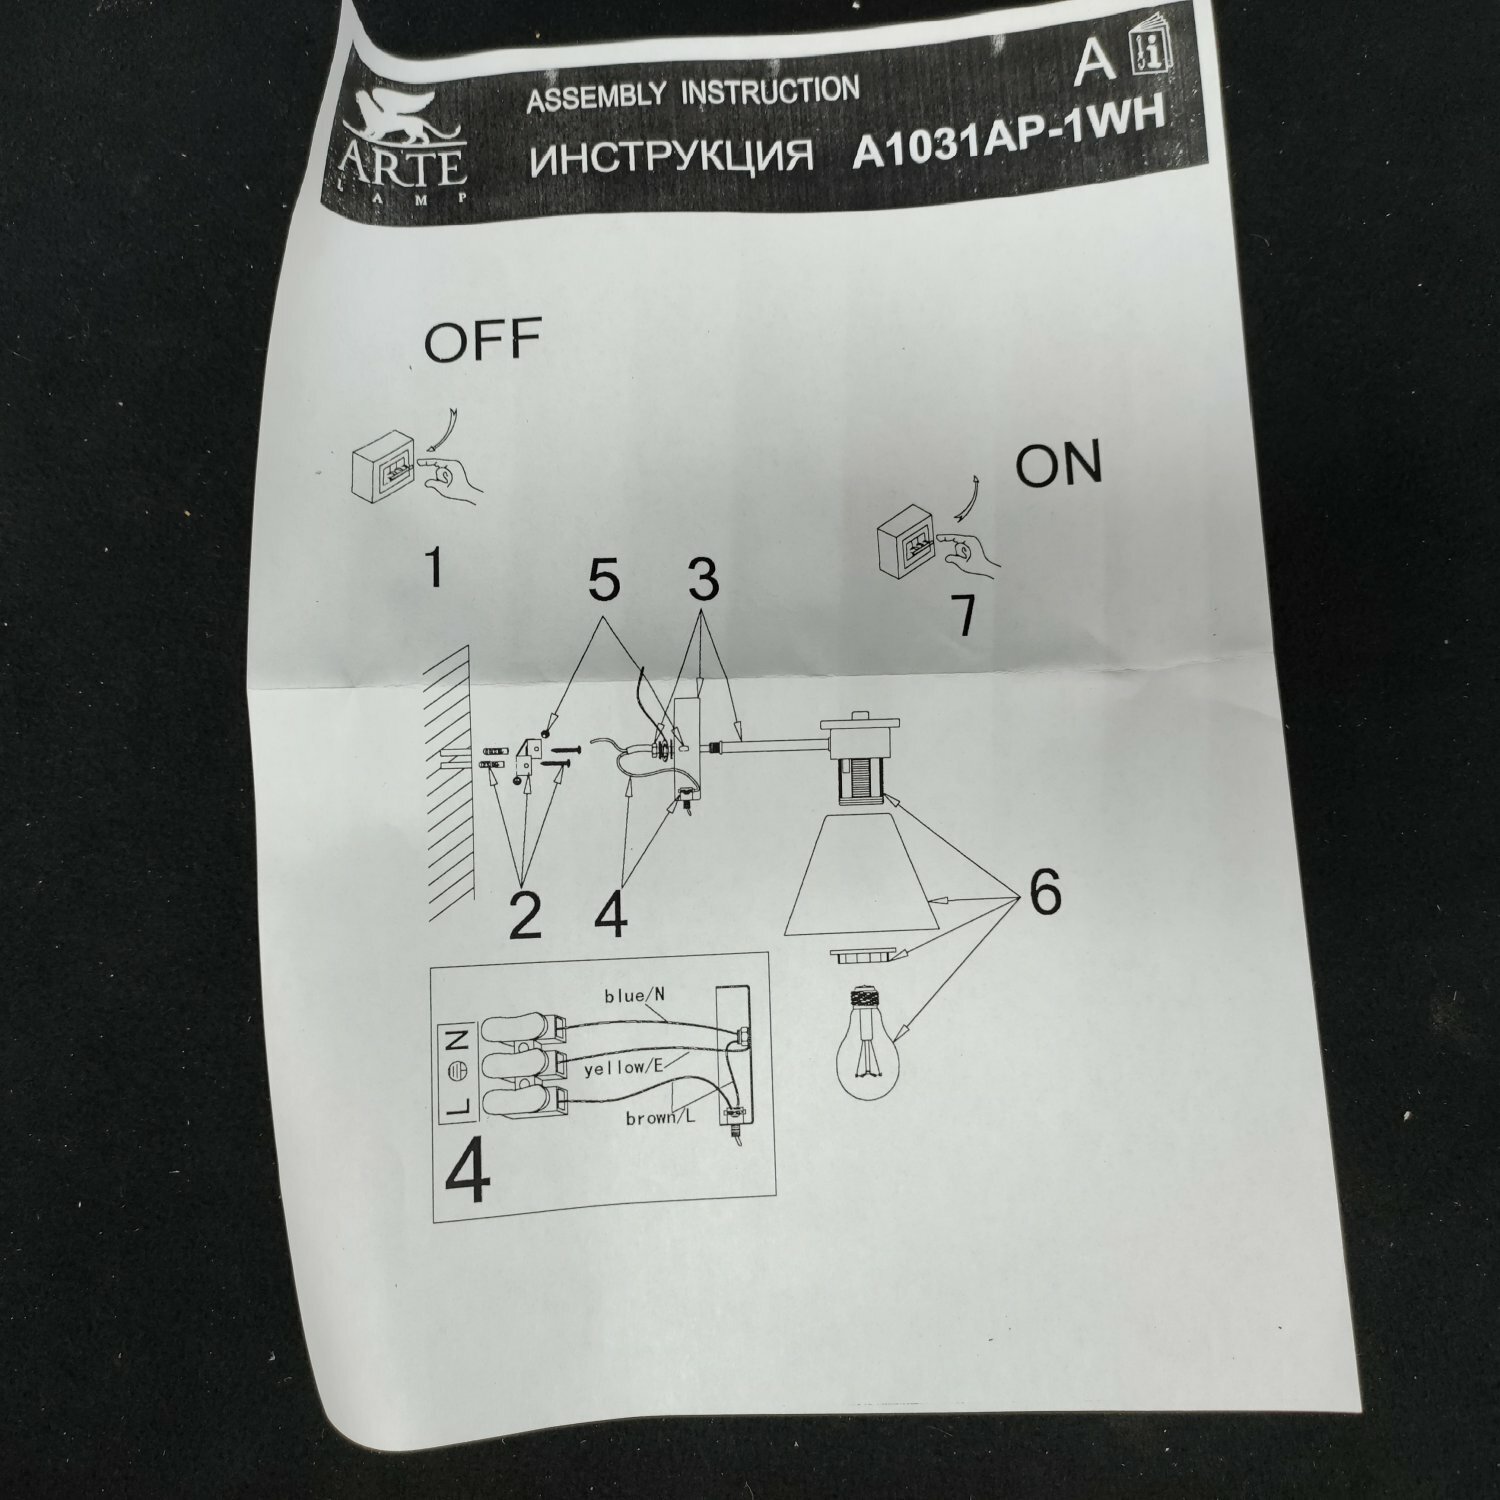 ARTE
LAMP
ASSEMBLY INSTRUCTION
ИНСТРУКЦИЯ A1031AP-1WH
A
OFF
ON
1
5
3
7
2
4
6
blue/N
yellow/E
brown/L
N
L
4